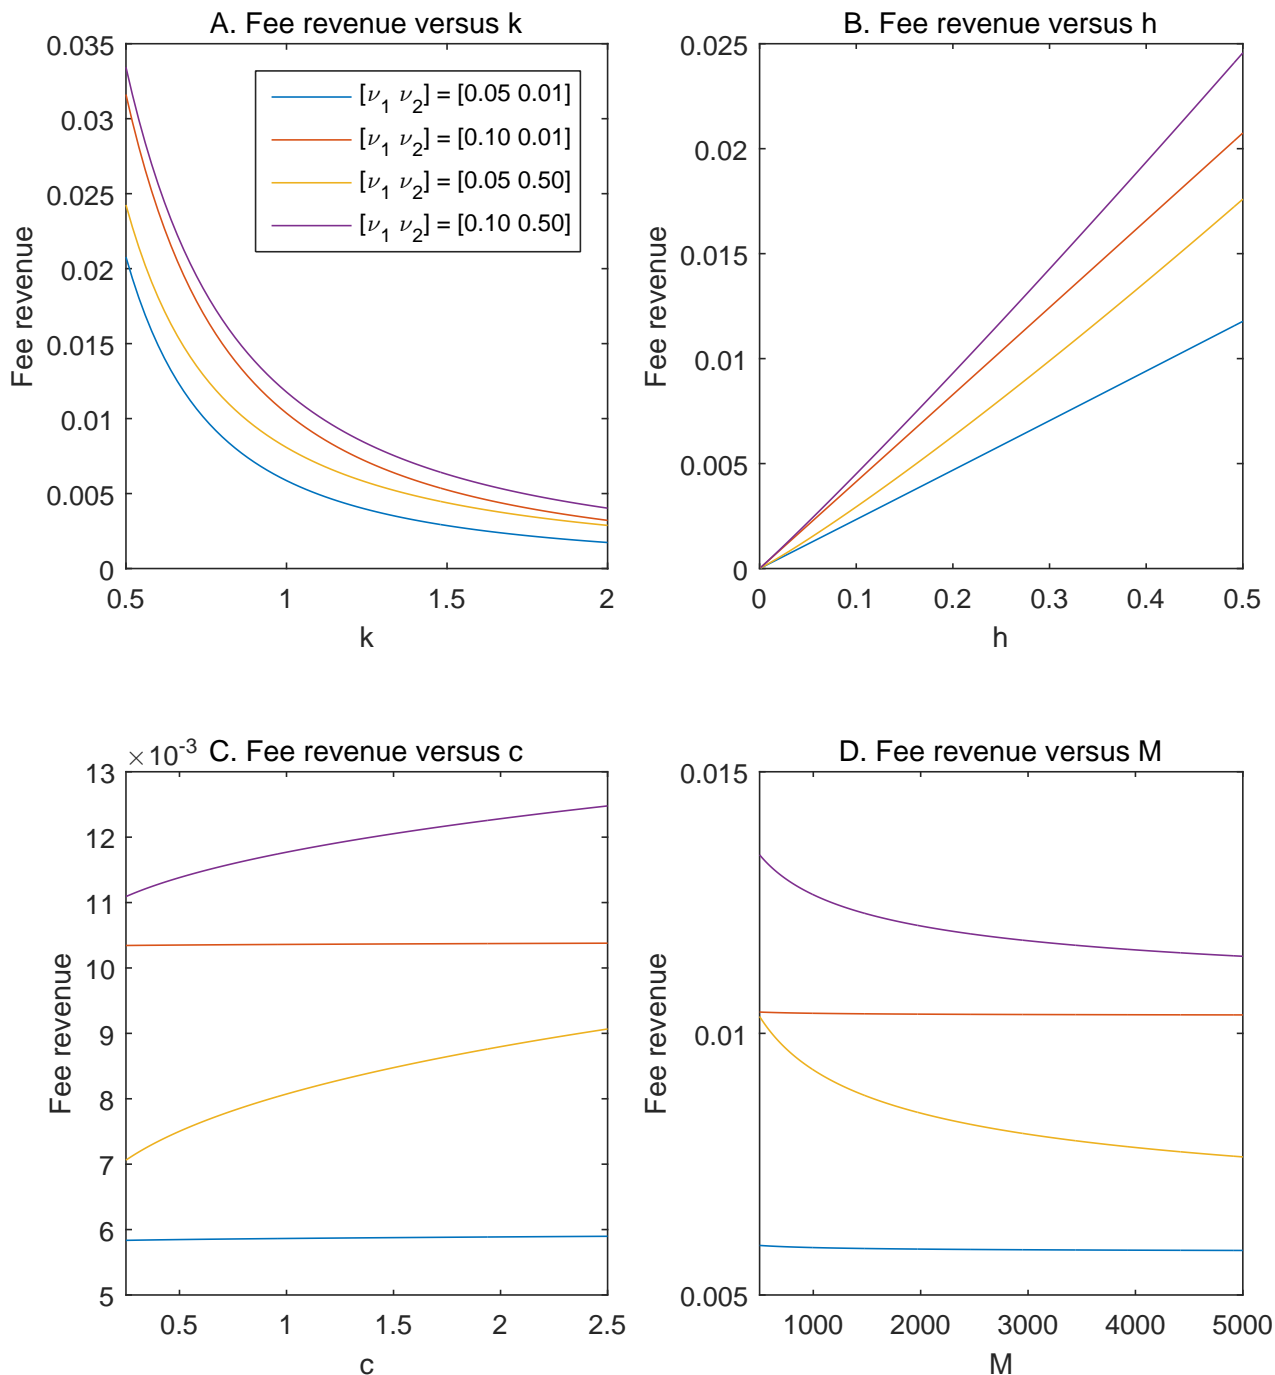 A. Fee revenue versus k
0.035
0.03
0.025
0.02
0.015
0.01
0.005
0
Fee revenue
[ν₁ ν₂] = [0.05 0.01]
[ν₁ ν₂] = [0.10 0.01]
[ν₁ ν₂] = [0.05 0.50]
[ν₁ ν₂] = [0.10 0.50]
0.5 1 1.5 2
k
B. Fee revenue versus h
0.025
0.02
0.015
0.01
0.005
0
Fee revenue
0 0.1 0.2 0.3 0.4 0.5
h
×10⁻³ C. Fee revenue versus c
13
12
11
10
9
8
7
6
5
Fee revenue
0.5 1 1.5 2 2.5
c
D. Fee revenue versus M
0.015
0.01
0.005
Fee revenue
1000 2000 3000 4000 5000
M